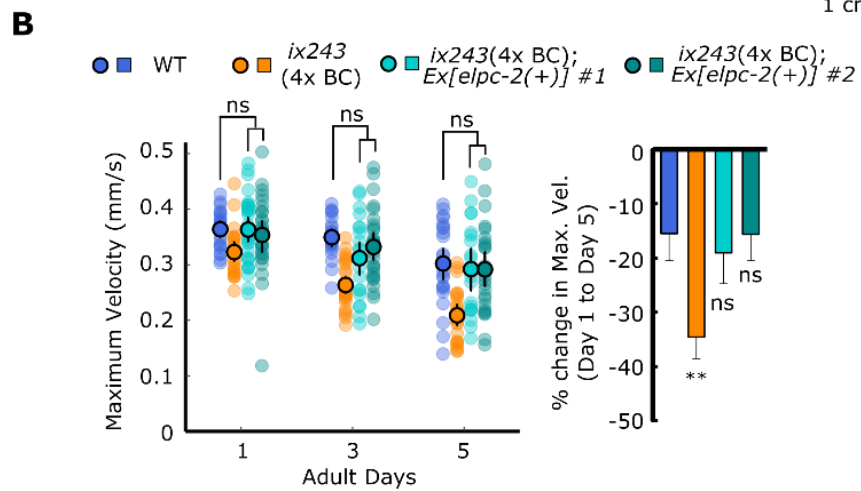 1 cr
B
WT
ix243
(4x BC)
ix243(4x BC);
Ex[elpc-2(+)] #1
ix243(4x BC);
Ex[elpc-2(+)] #2
ns
ns
ns
Maximum Velocity (mm/s)
0.5
0.4
0.3
0.2
0.1
0
1
3
5
Adult Days
% change in Max. Vel.
(Day 1 to Day 5)
0
-10
-20
-30
-40
-50
**
ns
ns